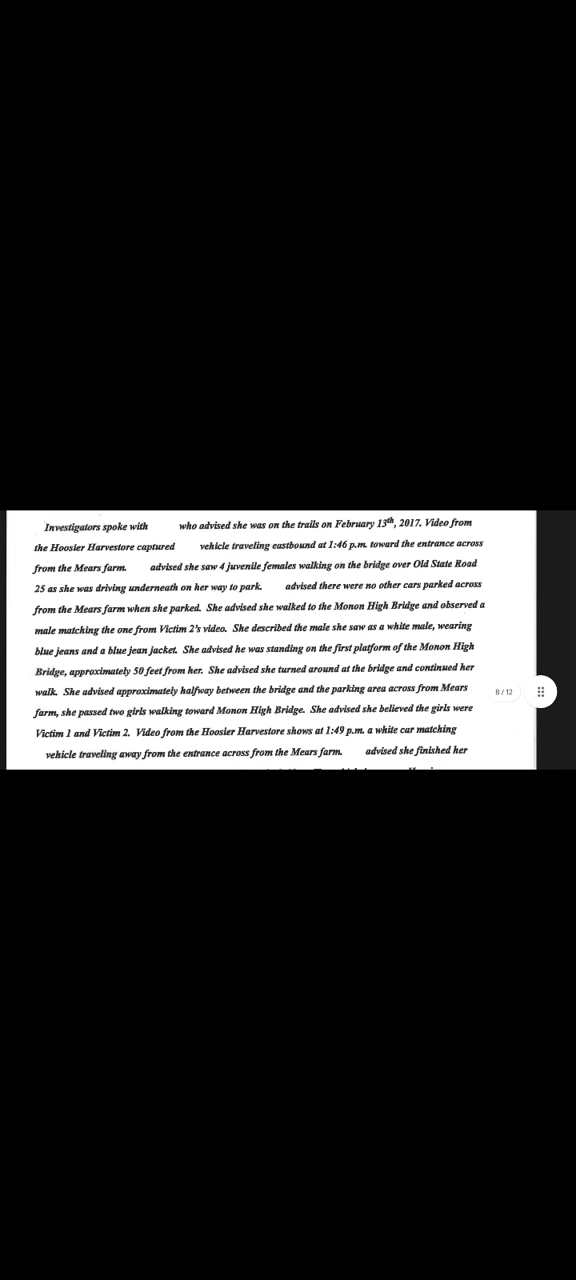 Investigators spoke with who advised she was on the trails on February 13th, 2017. Video from
the Hoosier Harvestore captured vehicle traveling eastbound at 1:46 p.m. toward the entrance across
from the Mears farm. advised she saw 4 juvenile females walking on the bridge over Old State Road
25 as she was driving underneath on her way to park. advised there were no other cars parked across
from the Mears farm when she parked. She advised she walked to the Monon High Bridge and observed a
male matching the one from Victim 2's video. She described the male she saw as a white male, wearing
blue jeans and a blue jean jacket. She advised he was standing on the first platform of the Monon High
Bridge, approximately 50 feet from her. She advised she turned around at the bridge and continued her
walk. She advised approximately halfway between the bridge and the parking area across from Mears
8 / 12
farm, she passed two girls walking toward Monon High Bridge. She advised she believed the girls were
Victim 1 and Victim 2. Video from the Hoosier Harvestore shows at 1:49 p.m. a white car matching
vehicle traveling away from the entrance across from the Mears farm. advised she finished her